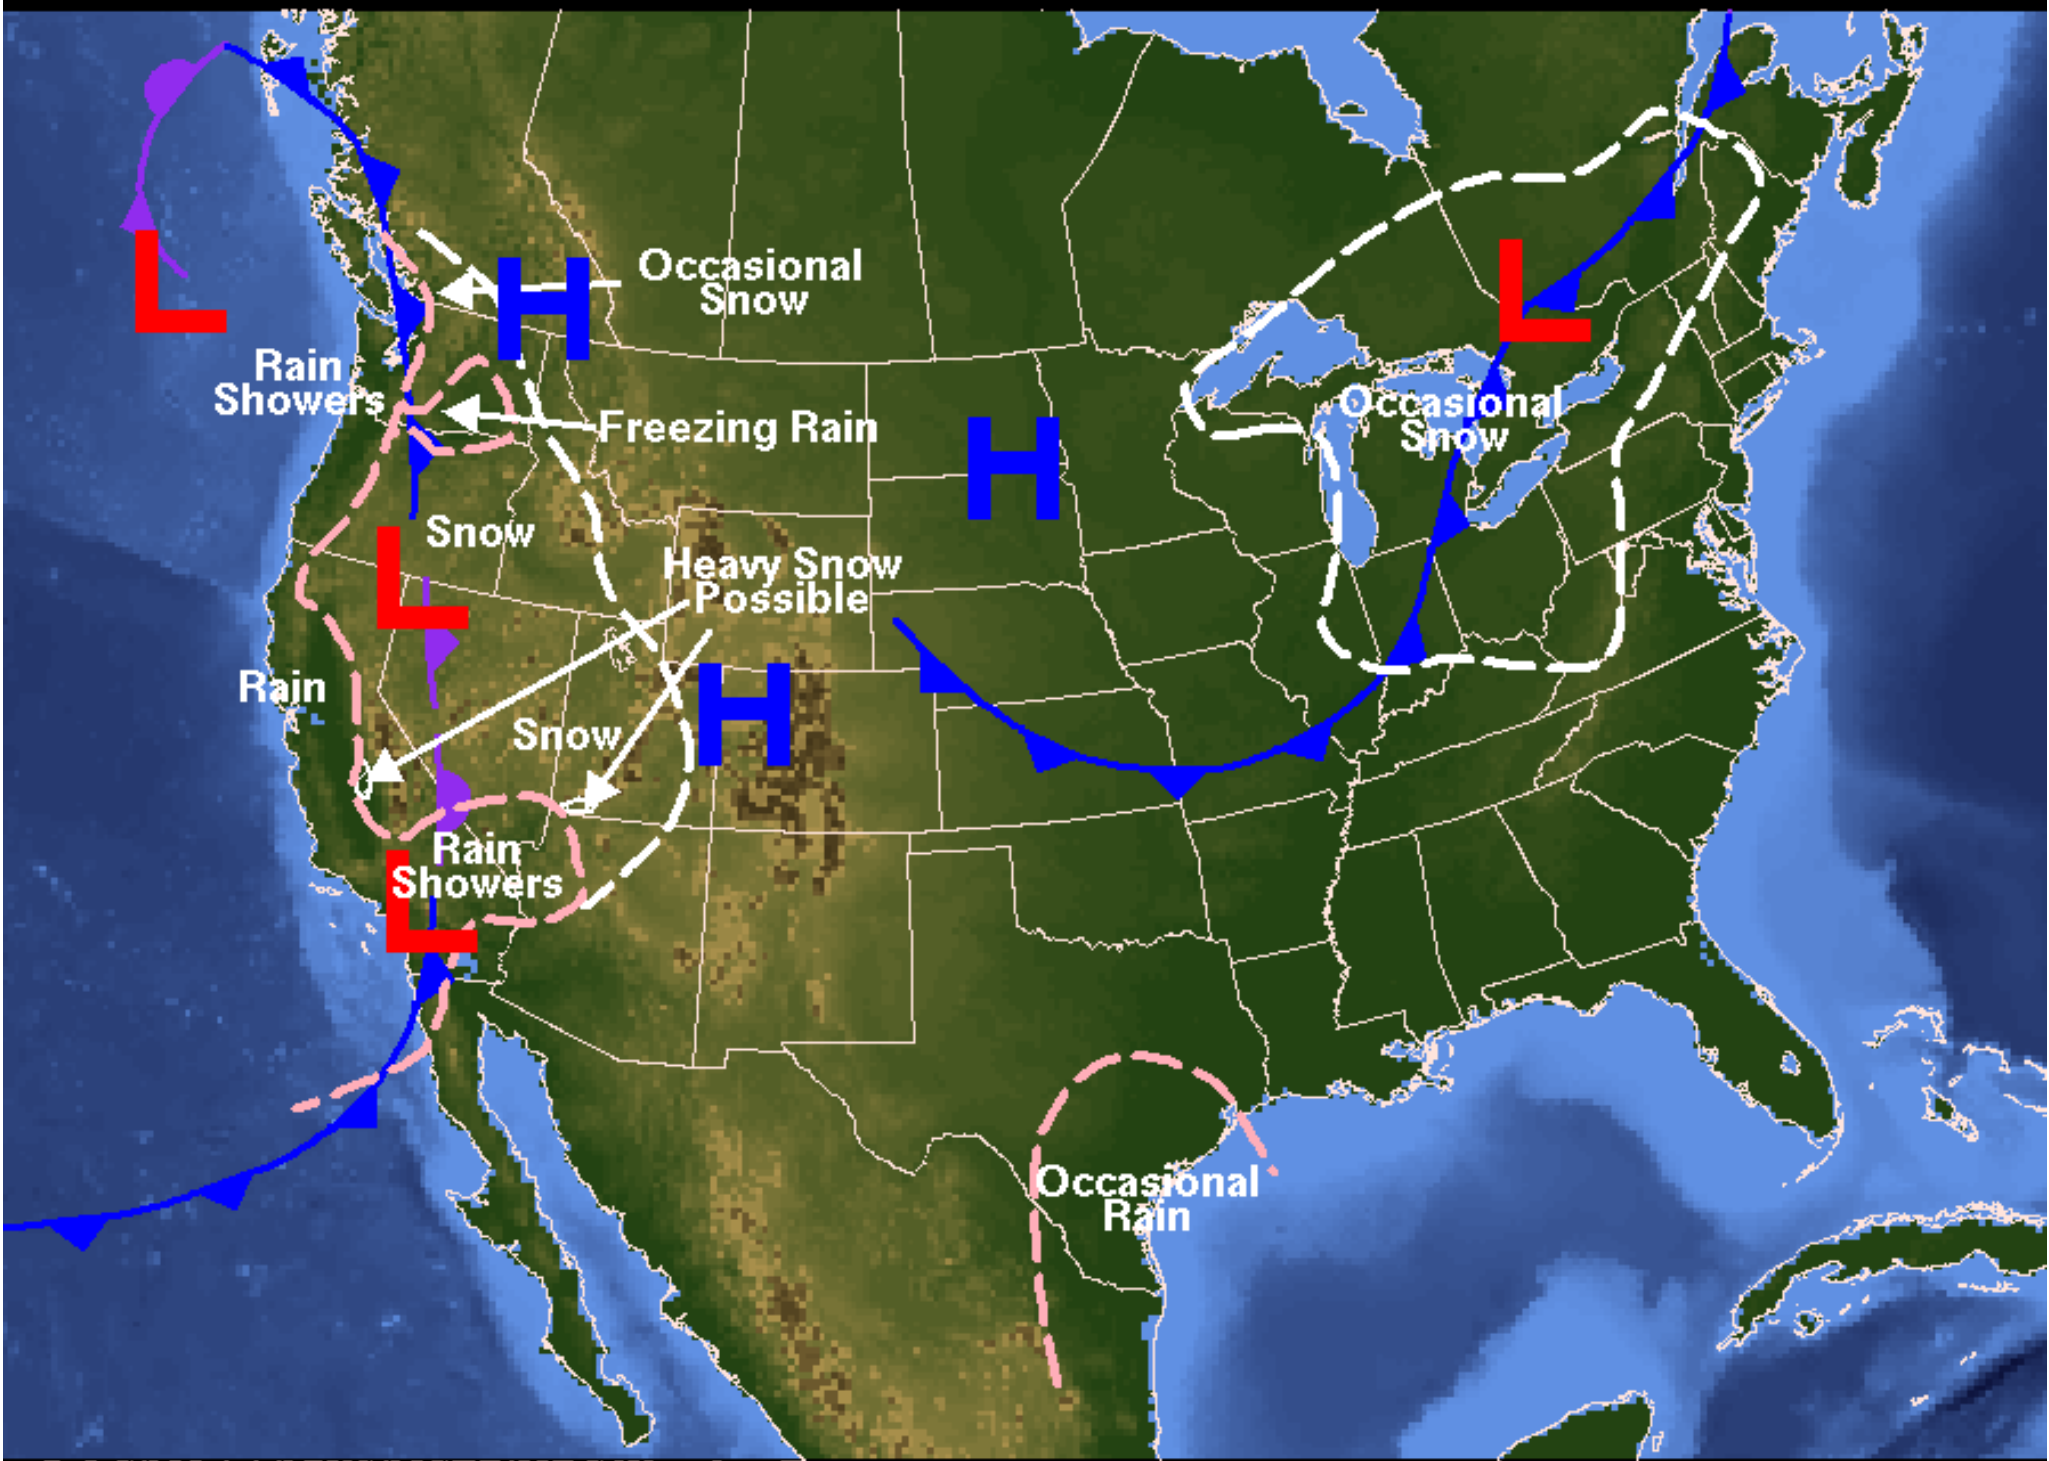 Occasional
Snow
Rain
Showers
Freezing Rain
Occasional
Snow
Snow
Heavy Snow
Possible
Rain
Snow
Rain
Showers
Occasional
Rain
H
H
H
L
L
L
L